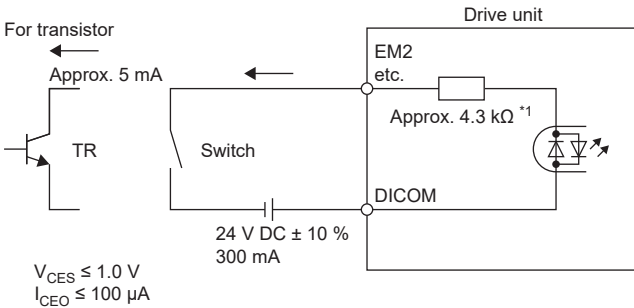 Drive unit
For transistor
Approx. 5 mA
EM2
etc.
Approx. 4.3 kΩ *1
TR
Switch
DICOM
24 V DC ± 10 %
300 mA
VCES ≤ 1.0 V
ICEO ≤ 100 µA